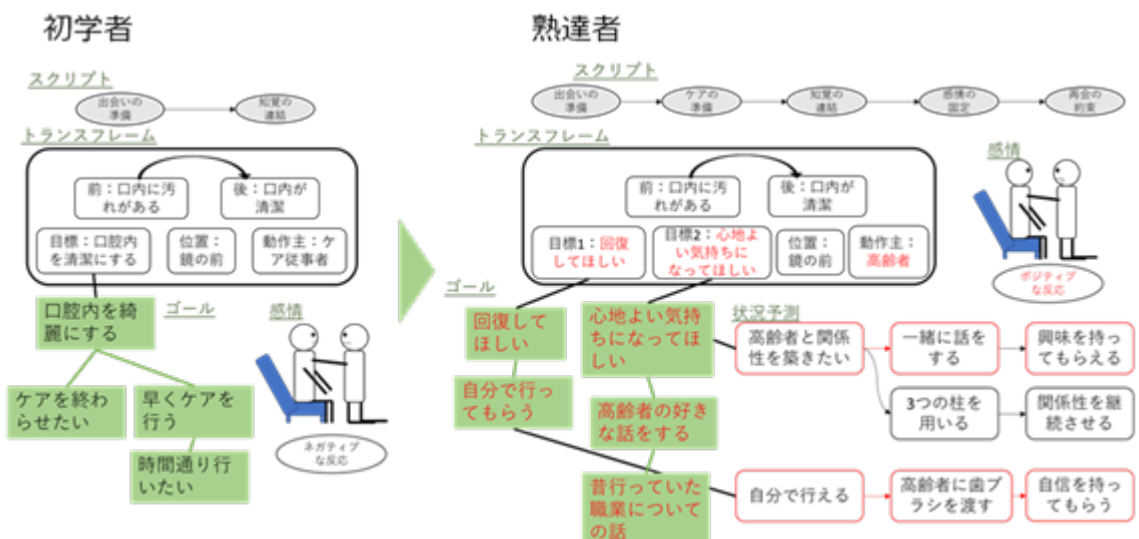 初学者
スクリプト
出会いの
準備
知覚の
連結
トランスフレーム
前：口内に汚
れがある
後：口内が
清潔
目標：口腔内
を清潔にする
位置：
鏡の前
動作主：ケ
ア従事者
口腔内を綺
麗にする
ゴール
感情
ケアを終わ
らせたい
早くケアを
行う
時間通り行
いたい
ネガティブ
な反応
熟達者
スクリプト
出会いの
準備
ケアの
準備
知覚の
連結
感情の
固定
再会の
約束
トランスフレーム
感情
前：口内に汚
れがある
後：口内が
清潔
目標1：回復
してほしい
目標2：心地よ
い気持ちに
なってほしい
位置：
鏡の前
動作主：
高齢者
ポジティブ
な反応
ゴール
回復して
ほしい
心地よい気持
ちになってほ
しい
自分で行っ
てもらう
高齢者の好き
な話をする
昔行っていた
職業について
の話
状況予測
高齢者と関係
性を築きたい
一緒に話を
する
興味を持っ
てもらえる
3つの柱を
用いる
関係性を継
続させる
自分で行える
高齢者に歯ブ
ラシを渡す
自信を持っ
てもらう